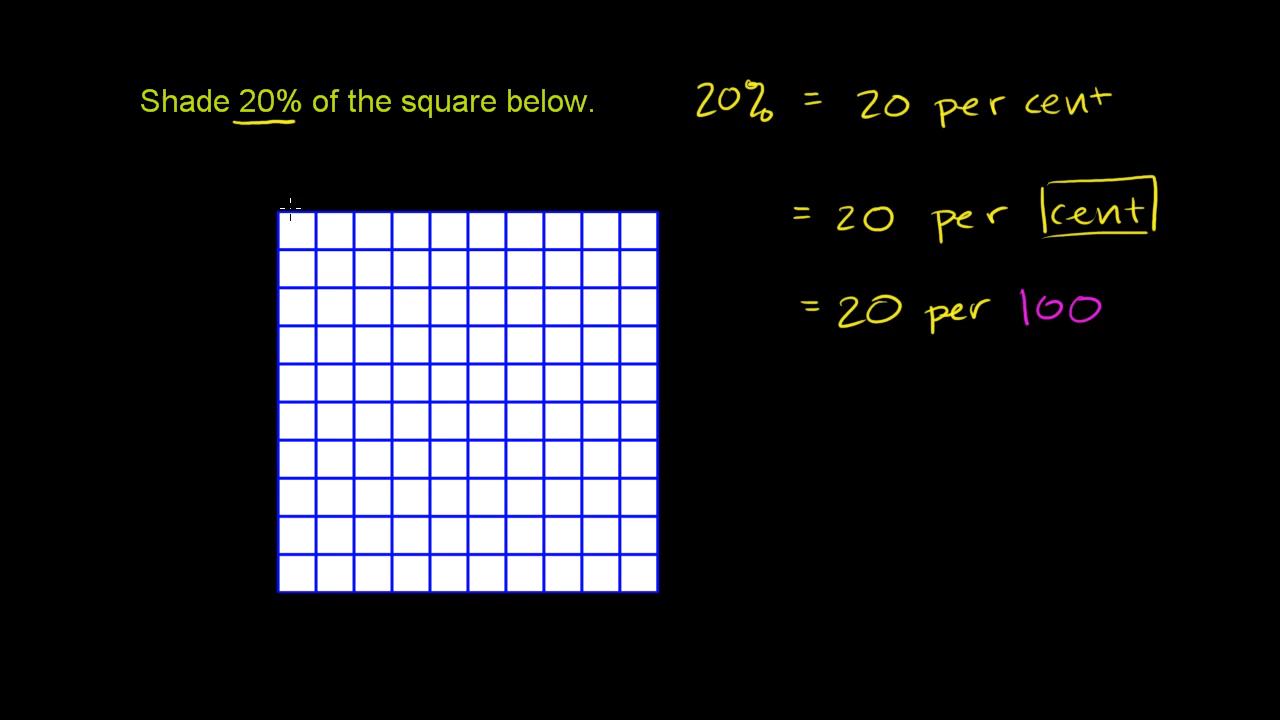 Shade 20% of the square below.
20% = 20 per cent
= 20 per cent
= 20 per 100